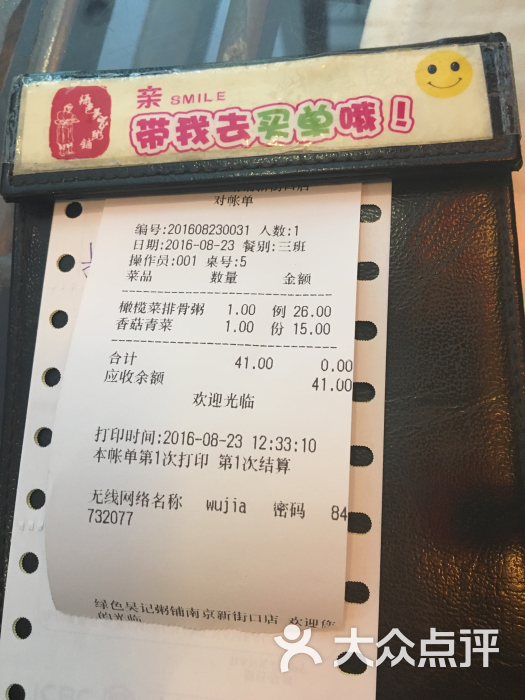 亲 SMILE
带我去买单哦！
对帐单
编号:201608230031 人数:1
日期:2016-08-23 餐别:三班
操作员:001 桌号:5
菜品 数量 金额
橄榄菜排骨粥 1.00 例 26.00
香菇青菜 1.00 份 15.00
合计 41.00 0.00
应收余额 41.00
欢迎光临
打印时间:2016-08-23 12:33:10
本帐单第1次打印 第1次结算
无线网络名称 wujia 密码 84
732077
绿色吴记粥铺南京新街口店 欢迎您
的光临
大众点评